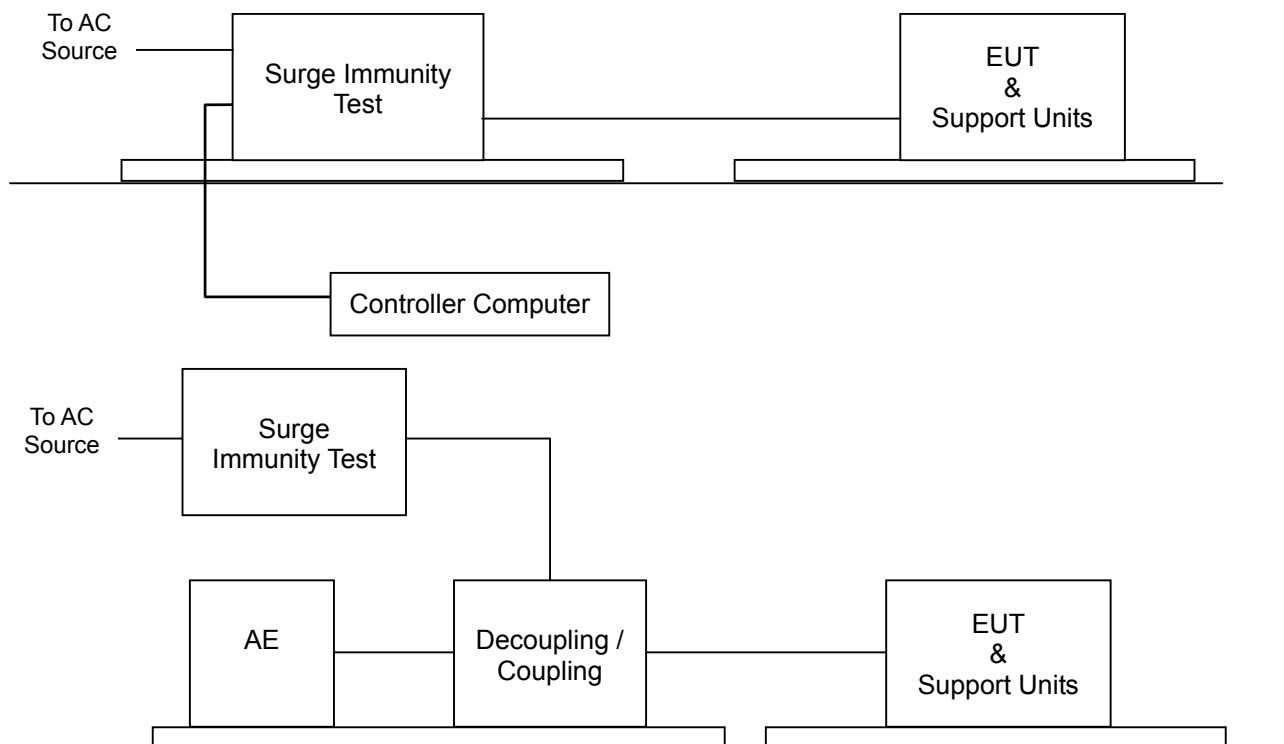 To AC
Source
Surge Immunity
Test
EUT
&
Support Units
Controller Computer
To AC
Source
Surge
Immunity Test
AE
Decoupling /
Coupling
EUT
&
Support Units